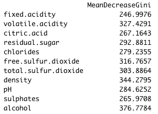 MeanDecreaseGini
fixed.acidity 246.9976
volatile.acidity 327.4291
citric.acid 267.1643
residual.sugar 292.8811
chlorides 279.2355
free.sulfur.dioxide 316.7657
total.sulfur.dioxide 303.8864
density 344.2795
pH 284.6252
sulphates 265.9708
alcohol 376.7784